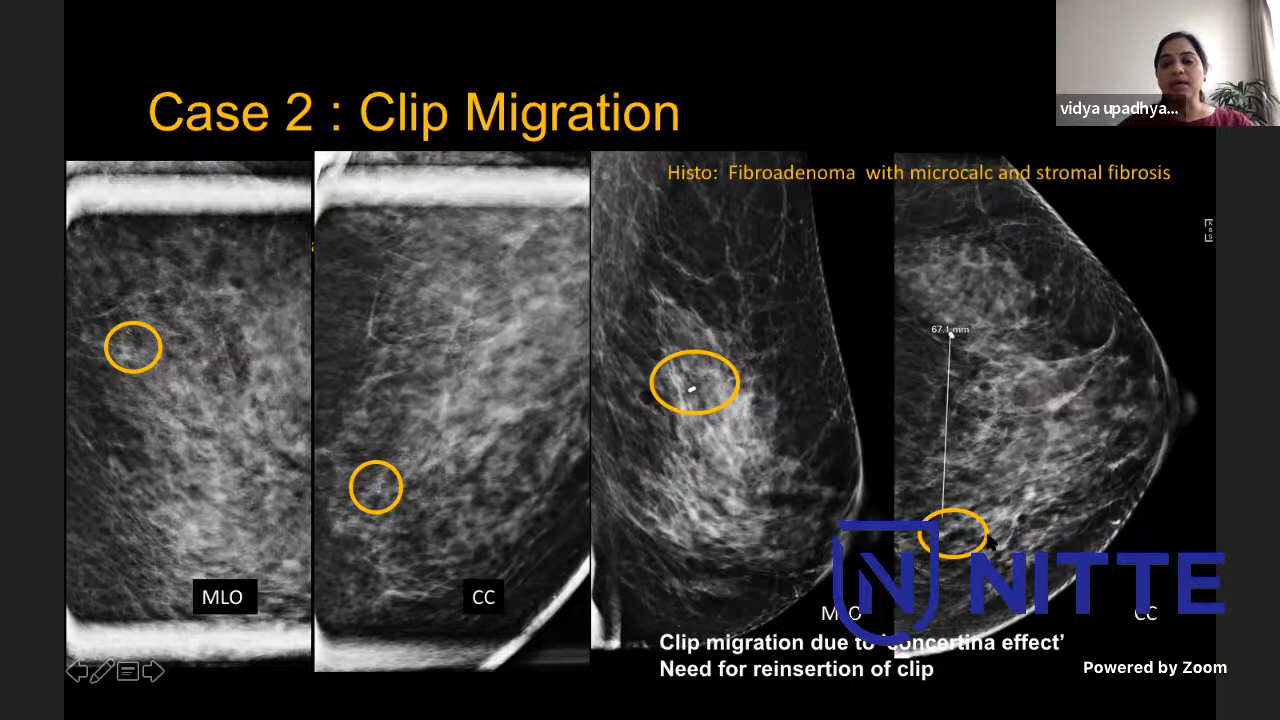 vidya upadhya...
Case 2 : Clip Migration
Histo: Fibroadenoma with microcalc and stromal fibrosis
67.1 mm
MLO
CC
CC
NITTE
Clip migration due to 'concertina effect'
Need for reinsertion of clip
Powered by Zoom